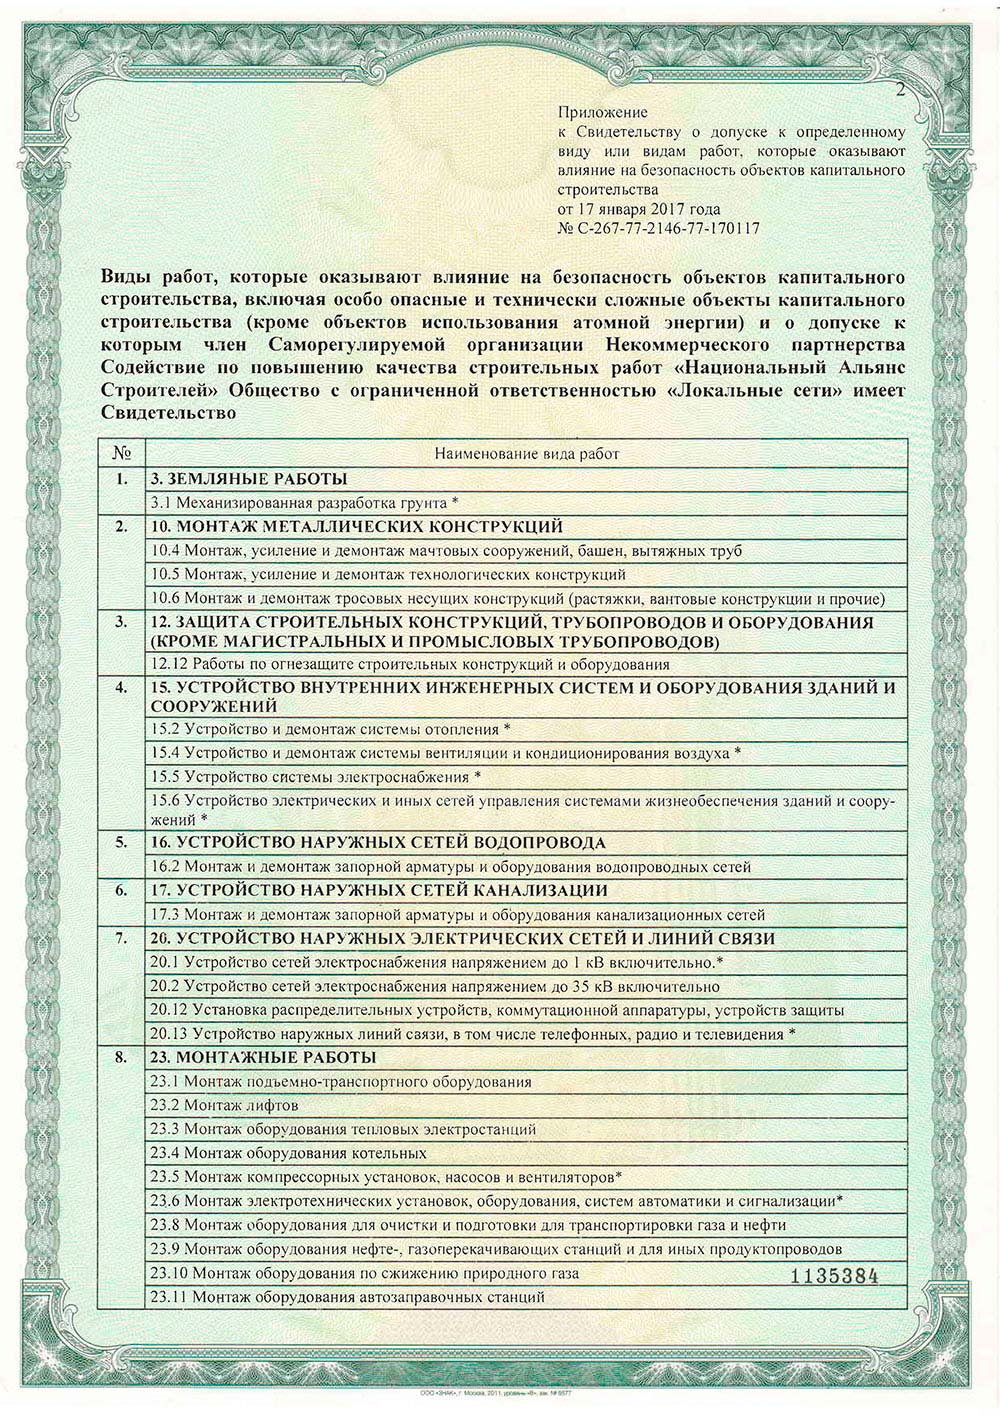 2
Приложение
к Свидетельству о допуске к определенному
виду или видам работ, которые оказывают
влияние на безопасность объектов капитального
строительства
от 17 января 2017 года
№ С-267-77-2146-77-170117
Виды работ, которые оказывают влияние на безопасность объектов капитального
строительства, включая особо опасные и технически сложные объекты капитального
строительства (кроме объектов использования атомной энергии) и о допуске к
которым член Саморегулируемой организации Некоммерческого партнерства
Содействие по повышению качества строительных работ «Национальный Альянс
Строителей» Общество с ограниченной ответственностью «Локальные сети» имеет
Свидетельство
№ Наименование вида работ
1. 3. ЗЕМЛЯНЫЕ РАБОТЫ
3.1 Механизированная разработка грунта *
2. 10. МОНТАЖ МЕТАЛЛИЧЕСКИХ КОНСТРУКЦИЙ
10.4 Монтаж, усиление и демонтаж мачтовых сооружений, башен, вытяжных труб
10.5 Монтаж, усиление и демонтаж технологических конструкций
10.6 Монтаж и демонтаж тросовых несущих конструкций (растяжки, вантовые конструкции и прочие)
3. 12. ЗАЩИТА СТРОИТЕЛЬНЫХ КОНСТРУКЦИЙ, ТРУБОПРОВОДОВ И ОБОРУДОВАНИЯ
(КРОМЕ МАГИСТРАЛЬНЫХ И ПРОМЫСЛОВЫХ ТРУБОПРОВОДОВ)
12.12 Работы по огнезащите строительных конструкций и оборудования
4. 15. УСТРОЙСТВО ВНУТРЕННИХ ИНЖЕНЕРНЫХ СИСТЕМ И ОБОРУДОВАНИЯ ЗДАНИЙ И
СООРУЖЕНИЙ
15.2 Устройство и демонтаж системы отопления *
15.4 Устройство и демонтаж системы вентиляции и кондиционирования воздуха *
15.5 Устройство системы электроснабжения *
15.6 Устройство электрических и иных сетей управления системами жизнеобеспечения зданий и соору-
жений *
5. 16. УСТРОЙСТВО НАРУЖНЫХ СЕТЕЙ ВОДОПРОВОДА
16.2 Монтаж и демонтаж запорной арматуры и оборудования водопроводных сетей
6. 17. УСТРОЙСТВО НАРУЖНЫХ СЕТЕЙ КАНАЛИЗАЦИИ
17.3 Монтаж и демонтаж запорной арматуры и оборудования канализационных сетей
7. 20. УСТРОЙСТВО НАРУЖНЫХ ЭЛЕКТРИЧЕСКИХ СЕТЕЙ И ЛИНИЙ СВЯЗИ
20.1 Устройство сетей электроснабжения напряжением до 1 кВ включительно.*
20.2 Устройство сетей электроснабжения напряжением до 35 кВ включительно
20.12 Установка распределительных устройств, коммутационной аппаратуры, устройств защиты
20.13 Устройство наружных линий связи, в том числе телефонных, радио и телевидения *
8. 23. МОНТАЖНЫЕ РАБОТЫ
23.1 Монтаж подъемно-транспортного оборудования
23.2 Монтаж лифтов
23.3 Монтаж оборудования тепловых электростанций
23.4 Монтаж оборудования котельных
23.5 Монтаж компрессорных установок, насосов и вентиляторов*
23.6 Монтаж электротехнических установок, оборудования, систем автоматики и сигнализации*
23.8 Монтаж оборудования для очистки и подготовки для транспортировки газа и нефти
23.9 Монтаж оборудования нефте-, газоперекачивающих станций и для иных продуктопроводов
23.10 Монтаж оборудования по сжижению природного газа 1135384
23.11 Монтаж оборудования автозаправочных станций
ООО «ЗНАК», г. Москва, 2011, уровень «В», зак. № 6577